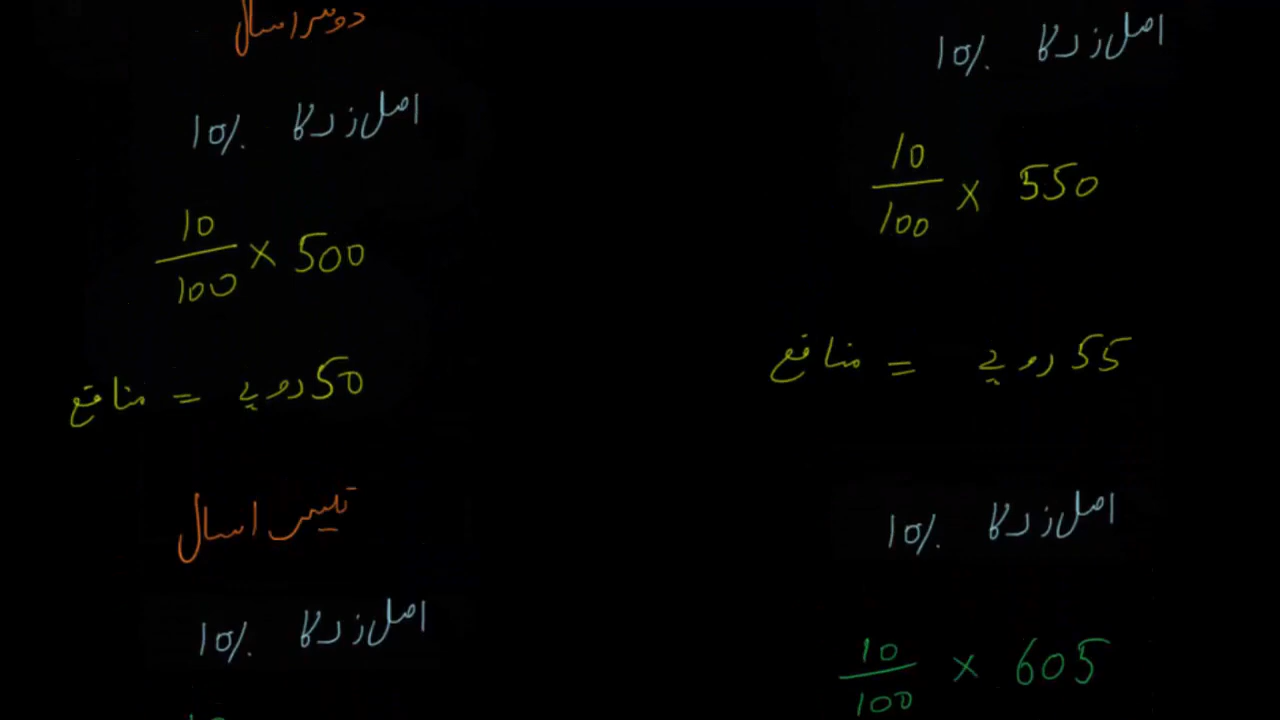 دوسرا سال
اصل زر کا 10%
10/100 × 500
منافع = 50 روپے
تیسرا سال
اصل زر کا 10%
اصل زر کا 10%
10/100 × 550
منافع = 55 روپے
اصل زر کا 10%
10/100 × 605